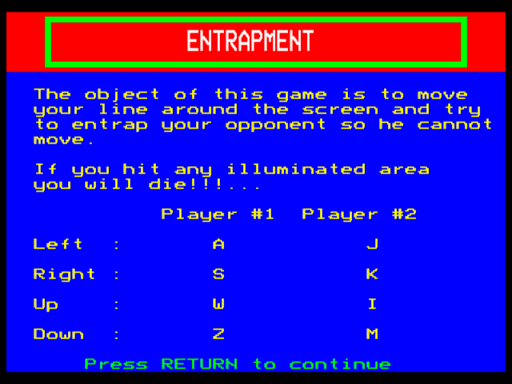 ENTRAPMENT
The object of this game is to move
your line around the screen and try
to entrap your opponent so he cannot
move.
If you hit any illuminated area
you will die!!!...
Player #1 Player #2
Left : A J
Right : S K
Up : W I
Down : Z M
Press RETURN to continue